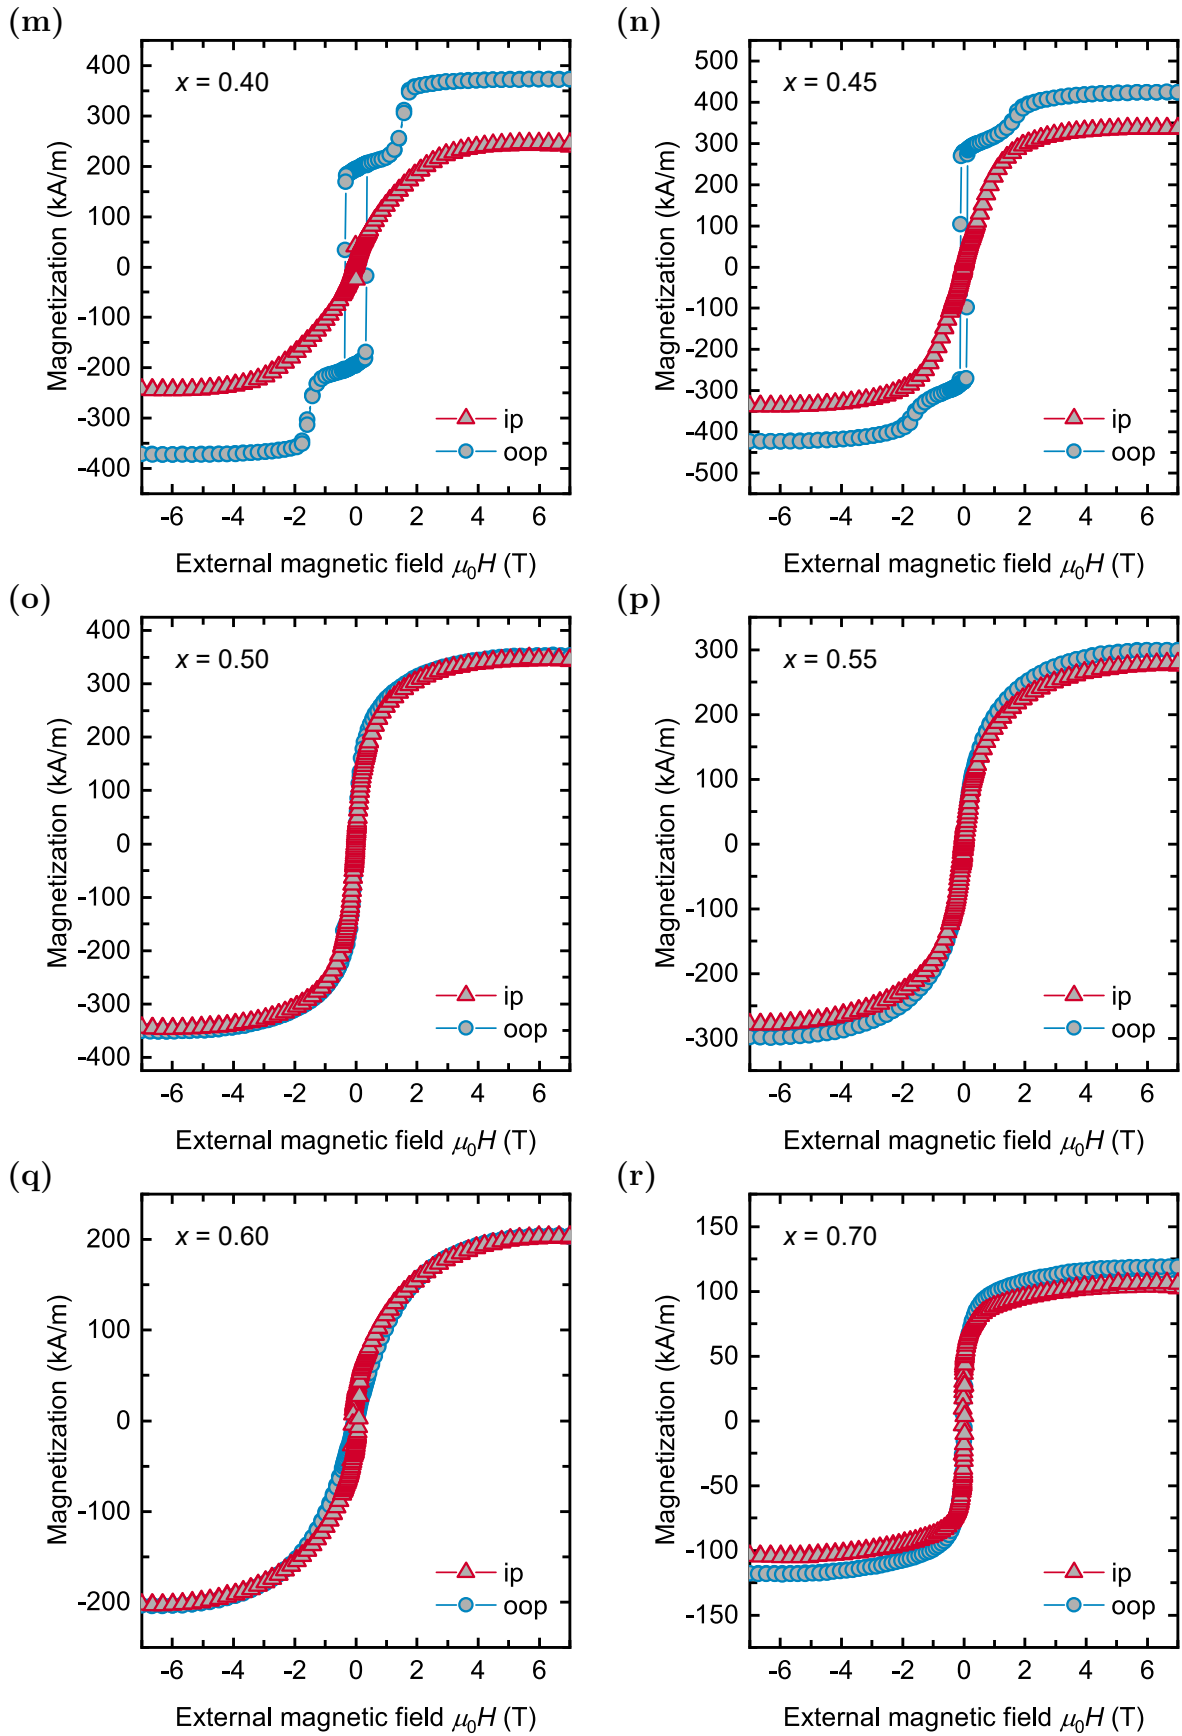 (m)
x = 0.40
Magnetization (kA/m)
400
300
200
100
0
-100
-200
-300
-400
ip
oop
-6 -4 -2 0 2 4 6
External magnetic field μ₀H (T)
(n)
x = 0.45
Magnetization (kA/m)
500
400
300
200
100
0
-100
-200
-300
-400
-500
ip
oop
-6 -4 -2 0 2 4 6
External magnetic field μ₀H (T)
(o)
x = 0.50
Magnetization (kA/m)
400
300
200
100
0
-100
-200
-300
-400
ip
oop
-6 -4 -2 0 2 4 6
External magnetic field μ₀H (T)
(p)
x = 0.55
Magnetization (kA/m)
300
200
100
0
-100
-200
-300
ip
oop
-6 -4 -2 0 2 4 6
External magnetic field μ₀H (T)
(q)
x = 0.60
Magnetization (kA/m)
200
100
0
-100
-200
ip
oop
-6 -4 -2 0 2 4 6
External magnetic field μ₀H (T)
(r)
x = 0.70
Magnetization (kA/m)
150
100
50
0
-50
-100
-150
ip
oop
-6 -4 -2 0 2 4 6
External magnetic field μ₀H (T)